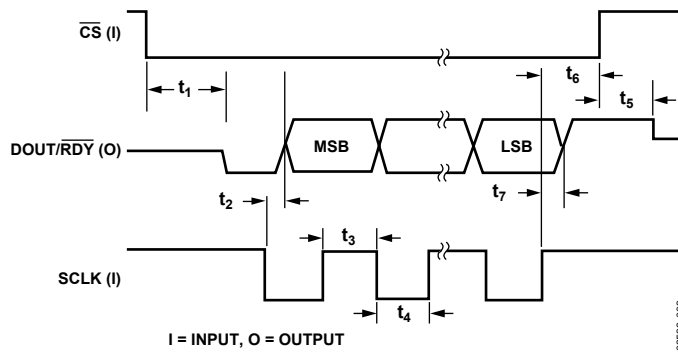 CS (I)
t1
t6
t5
DOUT/RDY (O)
MSB
LSB
t2
t7
t3
SCLK (I)
t4
I = INPUT, O = OUTPUT